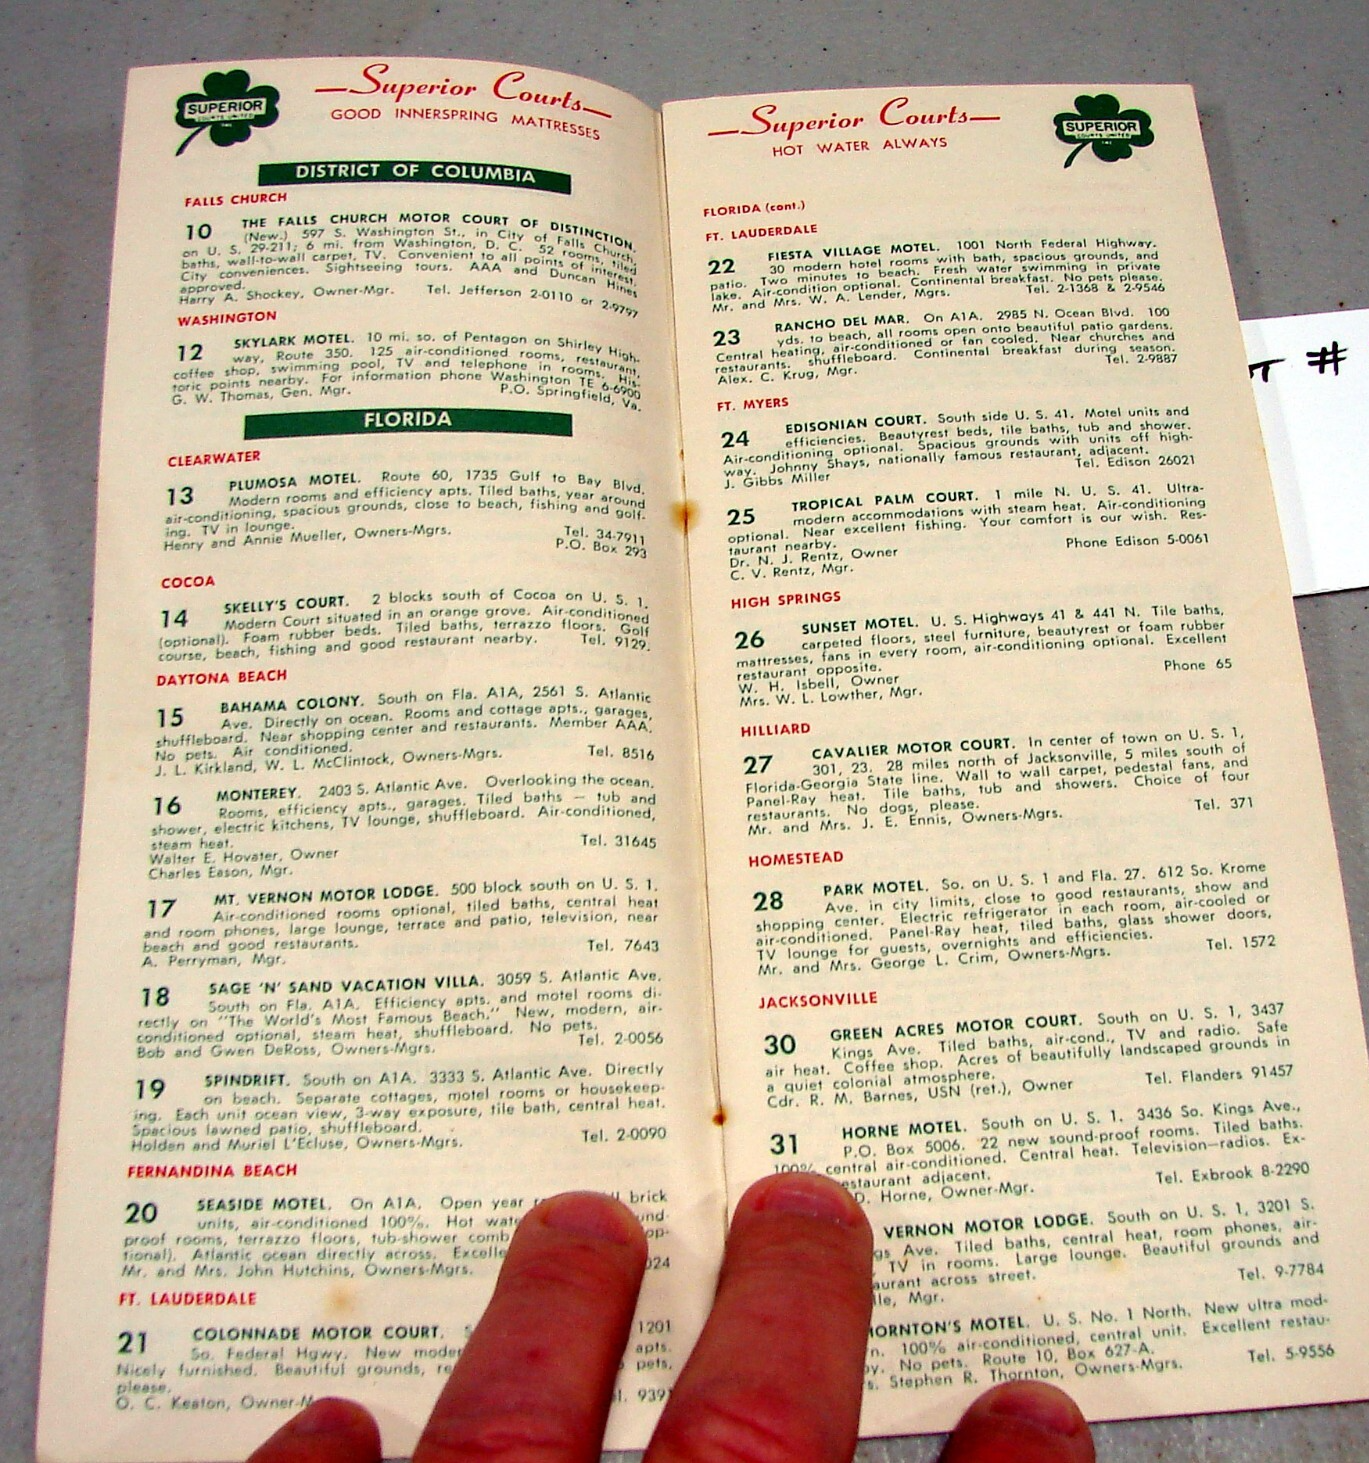 SUPERIOR
COURTS UNITED
INC
Superior Courts
GOOD INNERSPRING MATTRESSES
DISTRICT OF COLUMBIA
FALLS CHURCH
10 THE FALLS CHURCH MOTOR COURT OF DISTINCTION.
(New.) 597 S. Washington St., in City of Falls Church,
on U. S. 29-211; 6 mi. from Washington, D. C. 52 rooms, tiled
baths, wall-to-wall carpet, TV. Convenient to all points of interest.
City conveniences. Sightseeing tours. AAA and Duncan Hines
approved.
Harry A. Shockey, Owner-Mgr. Tel. Jefferson 2-0110 or 2-9797
WASHINGTON
12 SKYLARK MOTEL. 10 mi. so. of Pentagon on Shirley High-
way, Route 350. 125 air-conditioned rooms, restaurant,
coffee shop, swimming pool, TV and telephone in rooms. His-
toric points nearby. For information phone Washington TE 6-6900
G. W. Thomas, Gen. Mgr. P.O. Springfield, Va.
FLORIDA
CLEARWATER
13 PLUMOSA MOTEL. Route 60, 1735 Gulf to Bay Blvd.
Modern rooms and efficiency apts. Tiled baths, year around
air-conditioning, spacious grounds, close to beach, fishing and golf-
ing. TV in lounge. Tel. 34-7911
Henry and Annie Mueller, Owners-Mgrs. P.O. Box 293
COCOA
14 SKELLY'S COURT. 2 blocks south of Cocoa on U. S. 1.
Modern Court situated in an orange grove. Air-conditioned
(optional). Foam rubber beds. Tiled baths, terrazzo floors. Golf
course, beach, fishing and good restaurant nearby. Tel. 9129.
DAYTONA BEACH
15 BAHAMA COLONY. South on Fla. A1A, 2561 S. Atlantic
Ave. Directly on ocean. Rooms and cottage apts., garages,
shuffleboard. Near shopping center and restaurants. Member AAA.
No pets. Air conditioned.
J. L. Kirkland, W. L. McClintock, Owners-Mgrs. Tel. 8516
16 MONTEREY. 2403 S. Atlantic Ave. Overlooking the ocean.
Rooms, efficiency apts., garages. Tiled baths — tub and
shower, electric kitchens, TV lounge, shuffleboard. Air-conditioned,
steam heat. Tel. 31645
Walter E. Hovater, Owner
Charles Eason, Mgr.
17 MT. VERNON MOTOR LODGE. 500 block south on U. S. 1.
Air-conditioned rooms optional, tiled baths, central heat
and room phones, large lounge, terrace and patio, television, near
beach and good restaurants. Tel. 7643
A. Perryman, Mgr.
18 SAGE 'N' SAND VACATION VILLA. 3059 S. Atlantic Ave.
South on Fla. A1A. Efficiency apts. and motel rooms di-
rectly on "The World's Most Famous Beach." New, modern, air-
conditioned optional, steam heat, shuffleboard. No pets.
Bob and Gwen DeRoss, Owners-Mgrs. Tel. 2-0056
19 SPINDRIFT. South on A1A. 3333 S. Atlantic Ave. Directly
on beach. Separate cottages, motel rooms or housekeep-
ing. Each unit ocean view, 3-way exposure, tile bath, central heat.
Spacious lawned patio, shuffleboard.
Holden and Muriel L'Ecluse, Owners-Mgrs. Tel. 2-0090
FERNANDINA BEACH
20 SEASIDE MOTEL. On A1A. Open year brick
units, air-conditioned 100%. Hot wate und-
proof rooms, terrazzo floors, tub-shower comb op-
tional). Atlantic ocean directly across. Excelle
Mr. and Mrs. John Hutchins, Owners-Mgrs. 024
FT. LAUDERDALE
21 COLONNADE MOTOR COURT. 1201
So. Federal Hgwy. New moder apts.
Nicely furnished. Beautiful grounds, re pets,
please.
O. C. Keaton, Owner-M 9391
Superior Courts
HOT WATER ALWAYS
SUPERIOR
COURTS UNITED
INC
FLORIDA (cont.)
FT. LAUDERDALE
22 FIESTA VILLAGE MOTEL. 1001 North Federal Highway.
30 modern hotel rooms with bath, spacious grounds, and
patio. Two minutes to beach. Fresh water swimming in private
lake. Air-condition optional. Continental breakfast. No pets please.
Mr. and Mrs. W. A. Lender, Mgrs. Tel. 2-1368 & 2-9546
23 RANCHO DEL MAR. On A1A. 2985 N. Ocean Blvd. 100
yds. to beach, all rooms open onto beautiful patio gardens.
Central heating, air-conditioned or fan cooled. Near churches and
restaurants, shuffleboard. Continental breakfast during season.
Alex. C. Krug, Mgr. Tel. 2-9887
FT. MYERS
24 EDISONIAN COURT. South side U. S. 41. Motel units and
efficiencies. Beautyrest beds, tile baths, tub and shower.
Air-conditioning optional. Spacious grounds with units off high-
way. Johnny Shays, nationally famous restaurant, adjacent.
J. Gibbs Miller Tel. Edison 26021
25 TROPICAL PALM COURT. 1 mile N. U. S. 41. Ultra-
modern accommodations with steam heat. Air-conditioning
optional. Near excellent fishing. Your comfort is our wish. Res-
taurant nearby.
Dr. N. J. Rentz, Owner Phone Edison 5-0061
C. V. Rentz, Mgr.
HIGH SPRINGS
26 SUNSET MOTEL. U. S. Highways 41 & 441 N. Tile baths,
carpeted floors, steel furniture, beautyrest or foam rubber
mattresses, fans in every room, air-conditioning optional. Excellent
restaurant opposite. Phone 65
W. H. Isbell, Owner
Mrs. W. L. Lowther, Mgr.
HILLIARD
27 CAVALIER MOTOR COURT. In center of town on U. S. 1,
301, 23. 28 miles north of Jacksonville, 5 miles south of
Florida-Georgia State line. Wall to wall carpet, pedestal fans, and
Panel-Ray heat. Tile baths, tub and showers. Choice of four
restaurants. No dogs, please.
Mr. and Mrs. J. E. Ennis, Owners-Mgrs. Tel. 371
HOMESTEAD
28 PARK MOTEL. So. on U. S. 1 and Fla. 27. 612 So. Krome
Ave. in city limits, close to good restaurants, show and
shopping center. Electric refrigerator in each room, air-cooled or
air-conditioned. Panel-Ray heat, tiled baths, glass shower doors,
TV lounge for guests, overnights and efficiencies.
Mr. and Mrs. George L. Crim, Owners-Mgrs. Tel. 1572
JACKSONVILLE
30 GREEN ACRES MOTOR COURT. South on U. S. 1, 3437
Kings Ave. Tiled baths, air-cond., TV and radio. Safe
air heat. Coffee shop. Acres of beautifully landscaped grounds in
a quiet colonial atmosphere.
Cdr. R. M. Barnes, USN (ret.), Owner Tel. Flanders 91457
31 HORNE MOTEL. South on U. S. 1. 3436 So. Kings Ave.,
P.O. Box 5006. 22 new sound-proof rooms. Tiled baths.
100% central air-conditioned. Central heat. Television—radios. Ex-
estaurant adjacent.
D. Horne, Owner-Mgr. Tel. Exbrook 8-2290
VERNON MOTOR LODGE. South on U. S. 1, 3201 S.
gs Ave. Tiled baths, central heat, room phones, air-
TV in rooms. Large lounge. Beautiful grounds and
aurant across street.
lle, Mgr. Tel. 9-7784
HORNTON'S MOTEL. U. S. No. 1 North. New ultra mod-
n. 100% air-conditioned, central unit. Excellent restau-
by. No pets. Route 10, Box 627-A.
s. Stephen R. Thornton, Owners-Mgrs. Tel. 5-9556
#